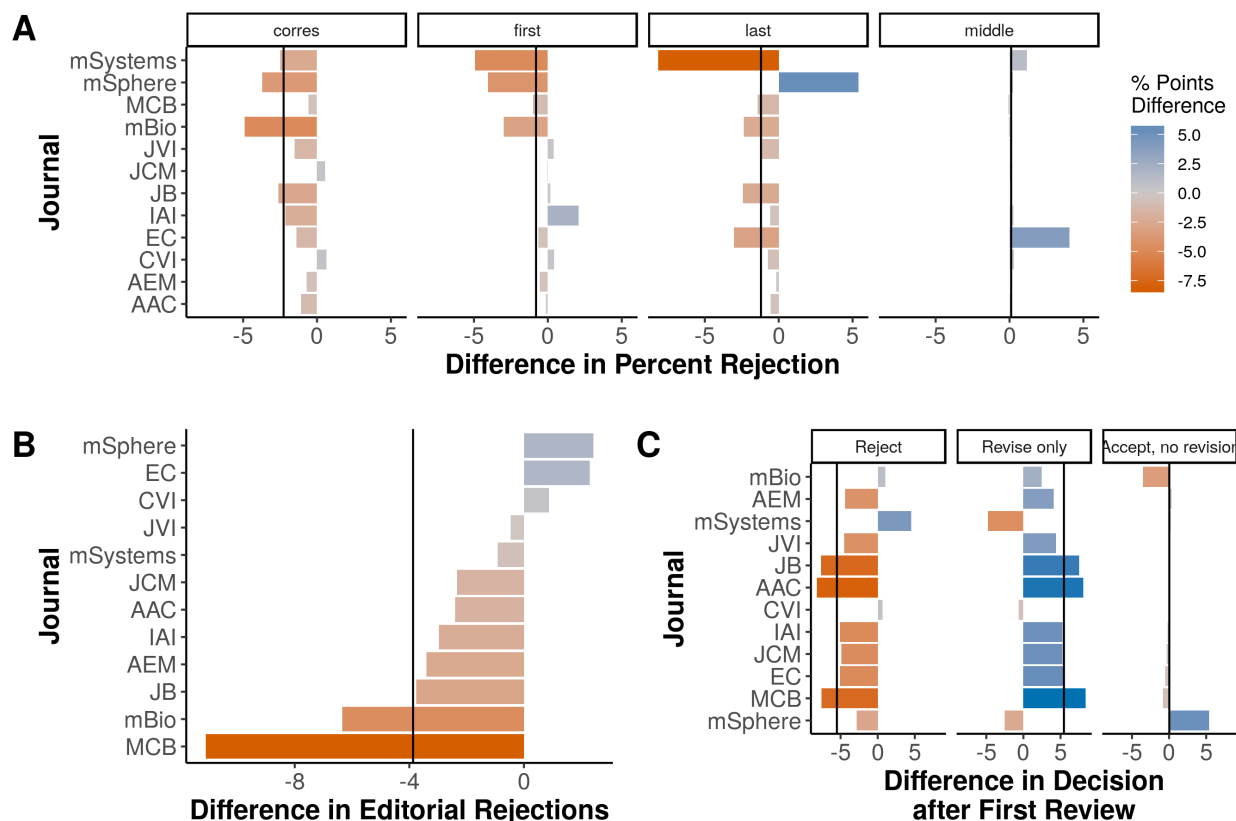 A
corres first last middle
mSystems
mSphere
MCB
mBio
JVI
JCM
JB
IAI
EC
CVI
AEM
AAC
Journal
-5 0 5 -5 0 5 -5 0 5 -5 0 5
Difference in Percent Rejection
% Points
Difference
5.0
2.5
0.0
-2.5
-5.0
-7.5
B
mSphere
EC
CVI
JVI
mSystems
JCM
AAC
IAI
AEM
JB
mBio
MCB
Journal
-8 -4 0
Difference in Editorial Rejections
C
Reject Revise only Accept, no revision
mBio
AEM
mSystems
JVI
JB
AAC
CVI
IAI
JCM
EC
MCB
mSphere
Journal
-5 0 5 -5 0 5 -5 0 5
Difference in Decision
after First Review